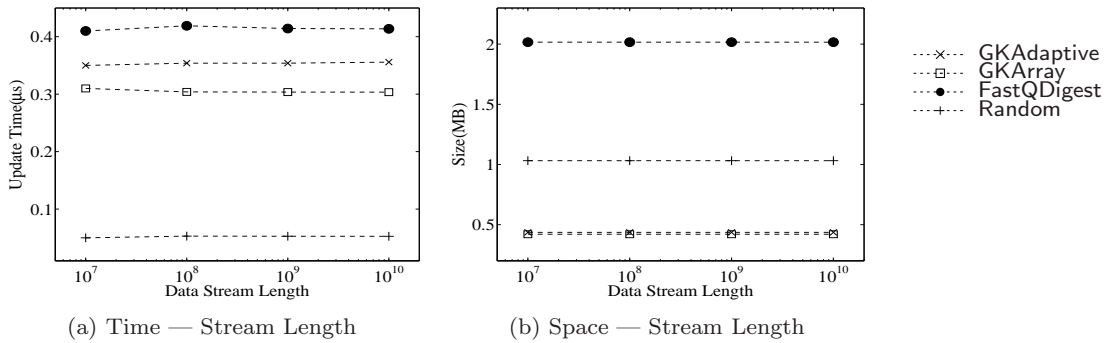 0.4
0.3
0.2
0.1
Update Time(µs)
10^7 10^8 10^9 10^10
Data Stream Length
(a) Time — Stream Length
2
1.5
1
0.5
Size(MB)
10^7 10^8 10^9 10^10
Data Stream Length
(b) Space — Stream Length
GKAdaptive
GKArray
FastQDigest
Random